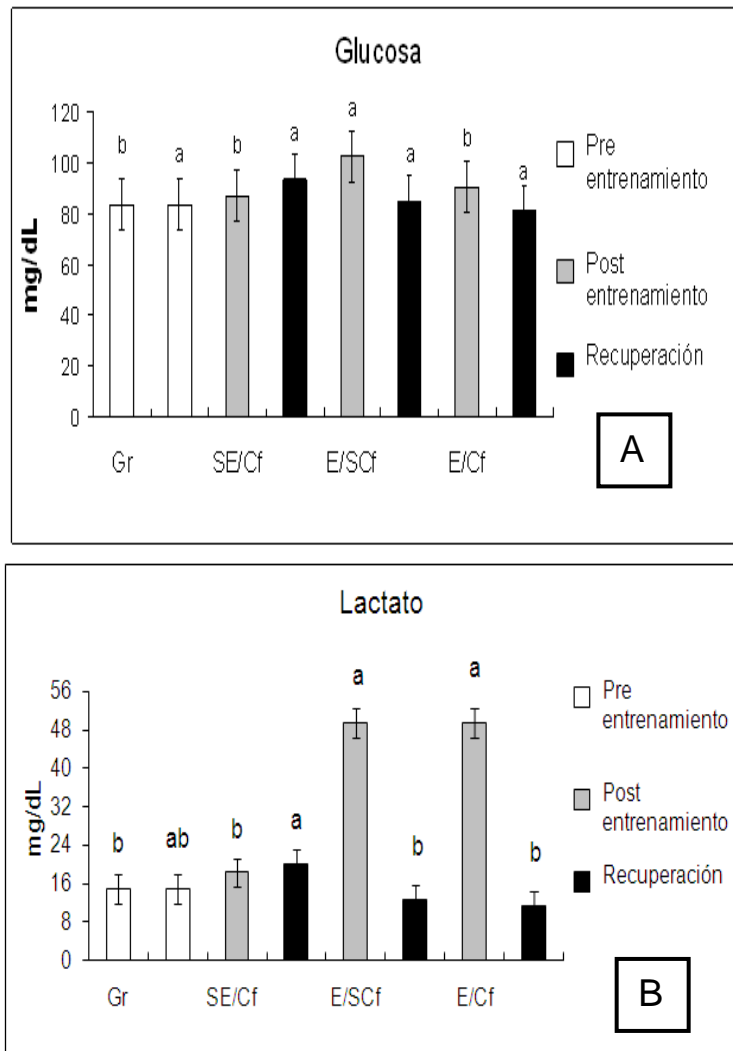 Glucosa
120
100
80
60
40
20
0
mg/dL
b
a
b
a
a
a
b
a
Gr
SE/Cf
E/SCf
E/Cf
Pre
entrenamiento
Post
entrenamiento
Recuperación
A
Lactato
56
48
40
32
24
16
8
0
mg/dL
b
ab
b
a
a
b
a
b
Gr
SE/Cf
E/SCf
E/Cf
Pre
entrenamiento
Post
entrenamiento
Recuperación
B